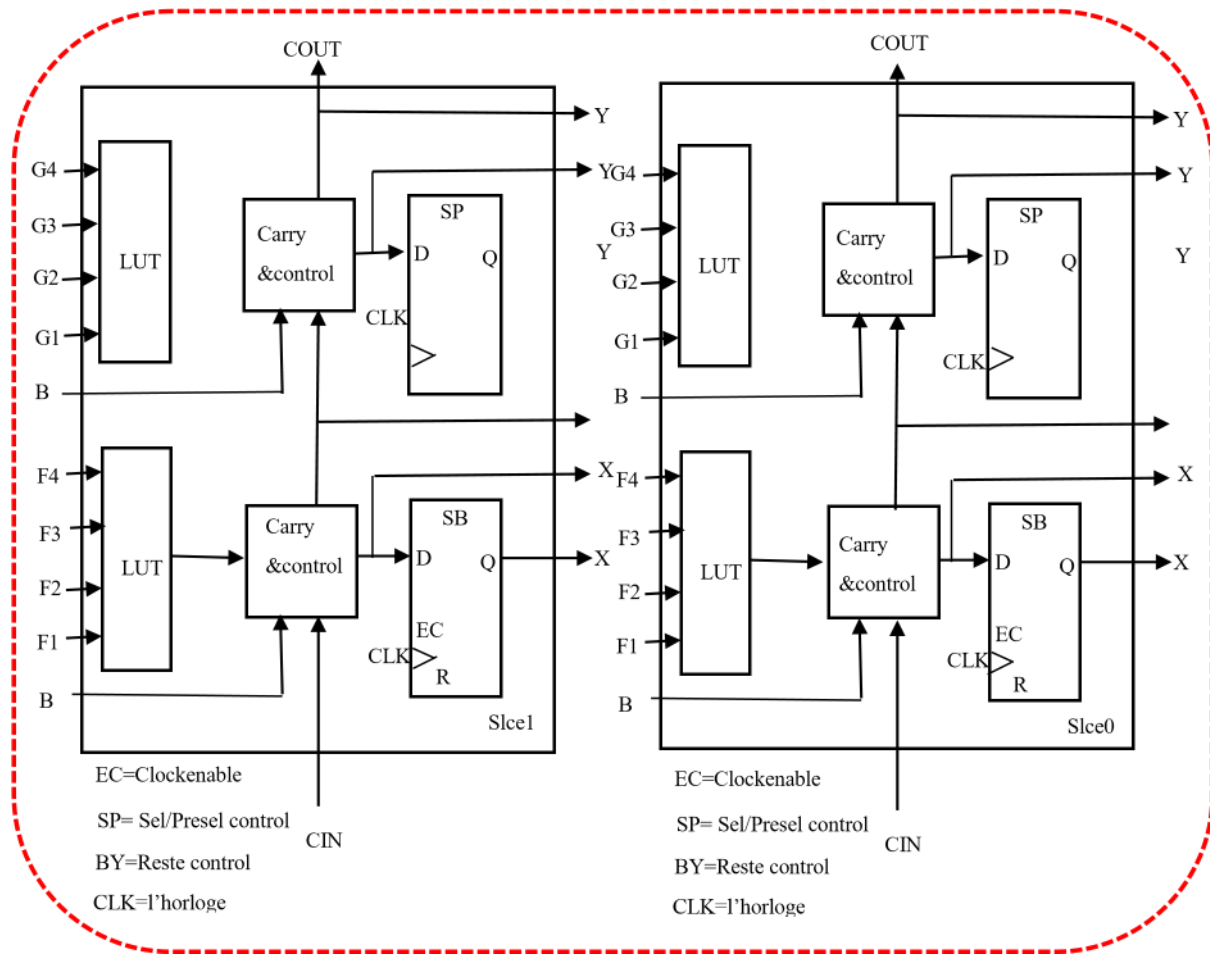 COUT
Y
G4
Y
SP
G3
Carry
&control
D
Q
Y
LUT
G2
CLK
G1
B
F4
X
SB
F3
Carry
&control
D
Q
X
LUT
F2
EC
F1
CLK
R
B
Slce1
EC=Clockenable
SP= Sel/Presel control
CIN
BY=Reste control
CLK=l'horloge
COUT
Y
G4
Y
SP
G3
Carry
&control
D
Q
Y
LUT
G2
G1
CLK
B
F4
X
SB
F3
Carry
&control
D
Q
X
LUT
F2
EC
F1
CLK
R
B
Slce0
EC=Clockenable
SP= Sel/Presel control
CIN
BY=Reste control
CLK=l'horloge